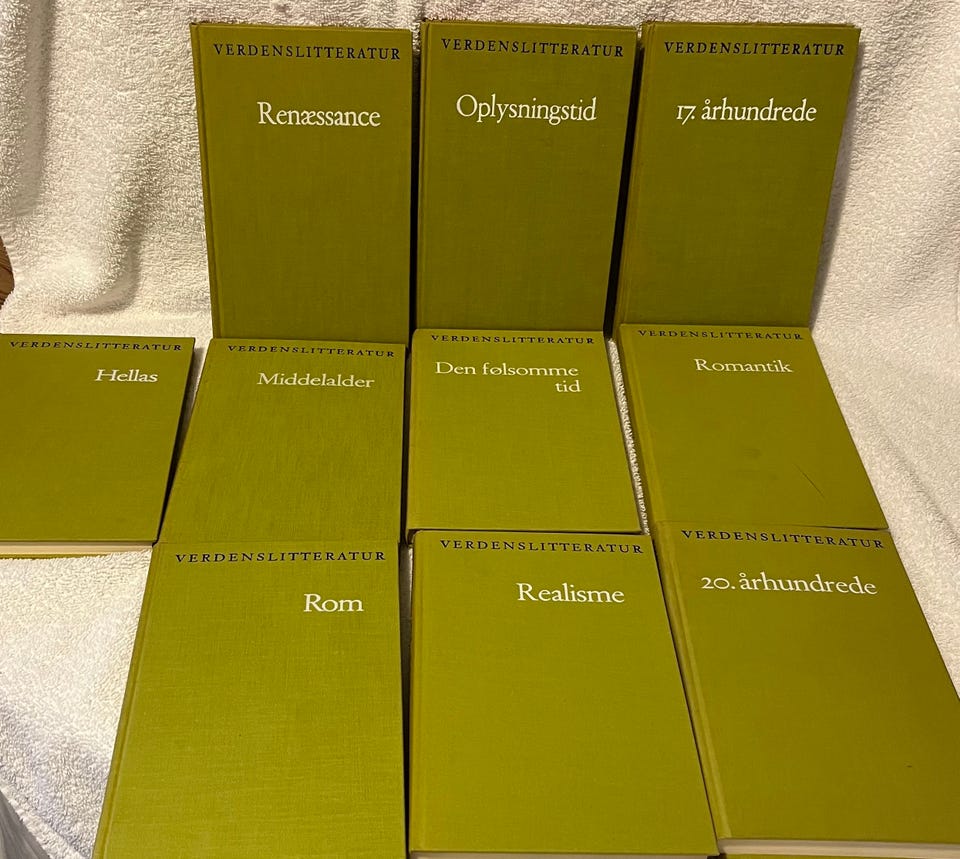 VERDENSLITTERATUR
Renæssance
VERDENSLITTERATUR
Oplysningstid
VERDENSLITTERATUR
17. århundrede
VERDENSLITTERATUR
Hellas
VERDENSLITTERATUR
Middelalder
VERDENSLITTERATUR
Den følsomme
tid
VERDENSLITTERATUR
Romantik
VERDENSLITTERATUR
Rom
VERDENSLITTERATUR
Realisme
VERDENSLITTERATUR
20. århundrede